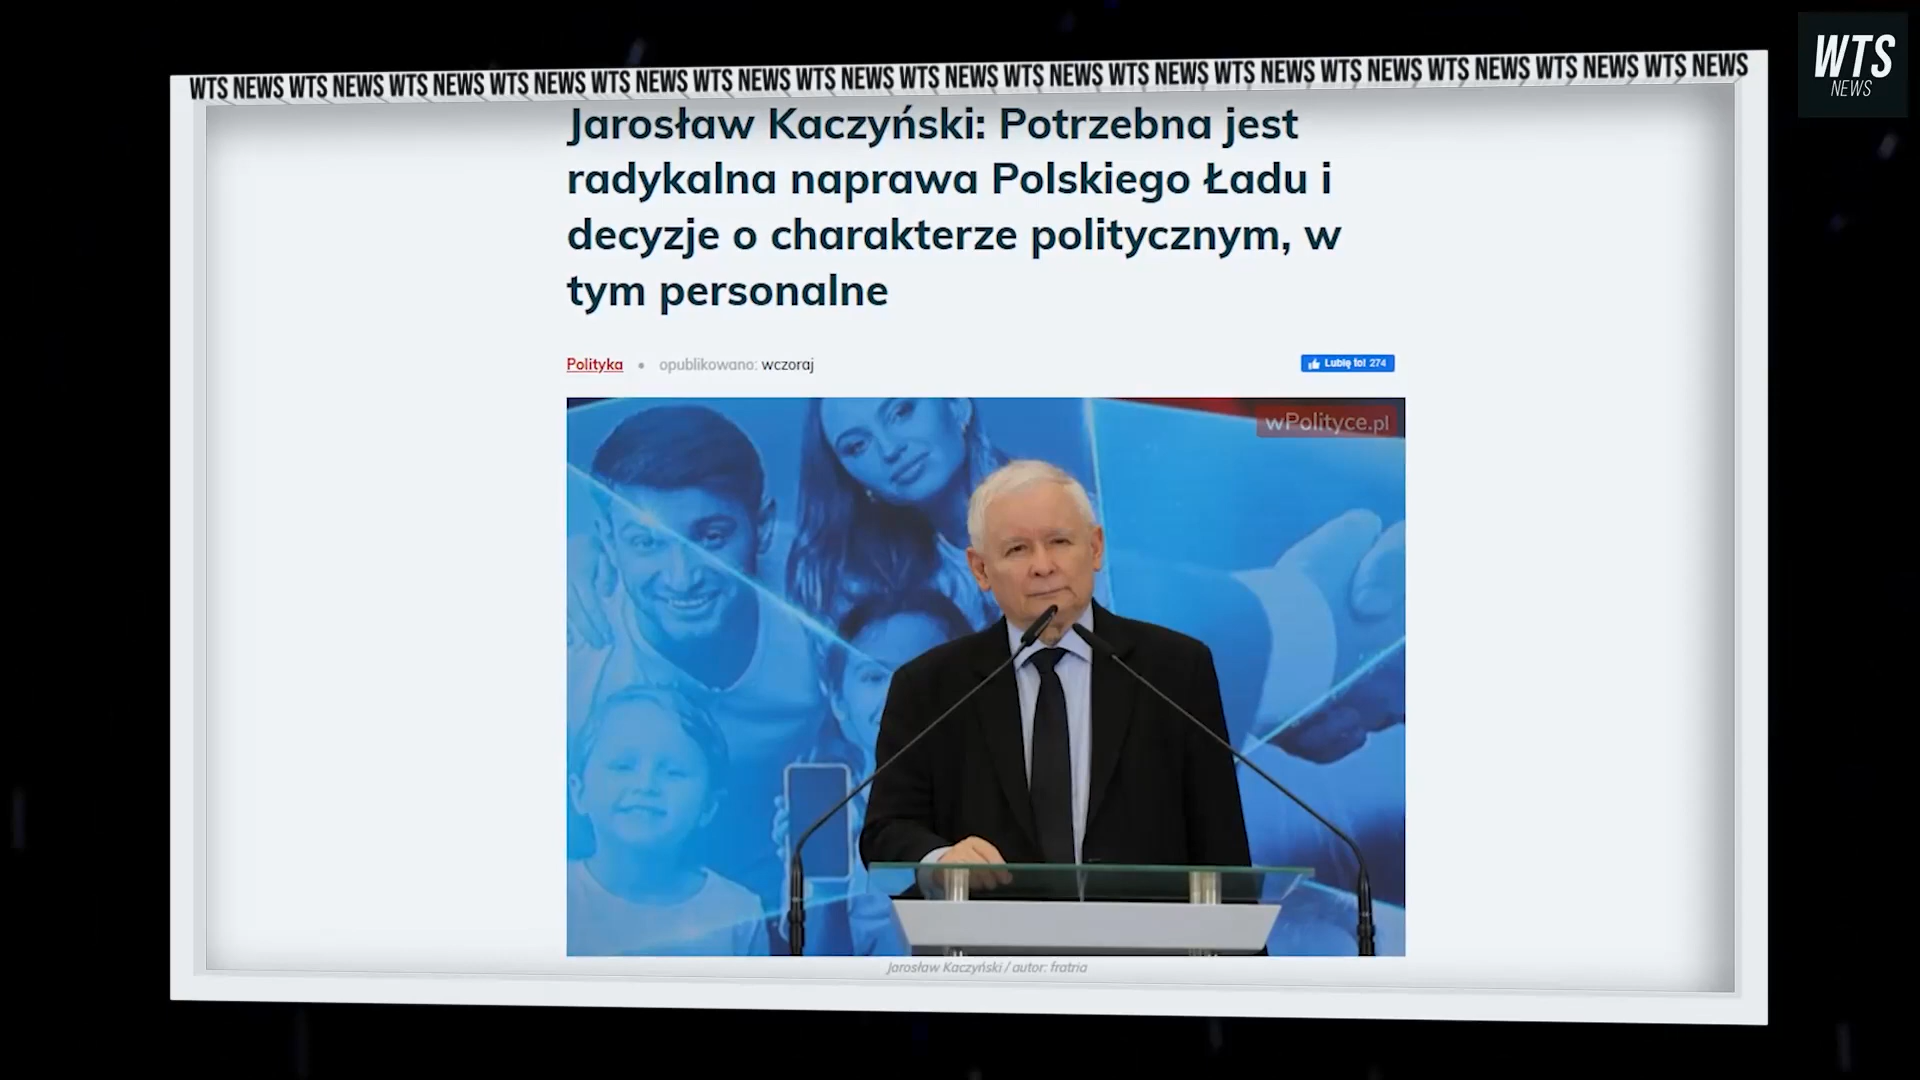 WTS NEWS
WTS NEWS WTS NEWS WTS NEWS WTS NEWS WTS NEWS WTS NEWS WTS NEWS WTS NEWS WTS NEWS WTS NEWS WTS NEWS WTS NEWS WTS NEWS WTS NEWS WTS NEWS
Jarosław Kaczyński: Potrzebna jest
radykalna naprawa Polskiego Ładu i
decyzje o charakterze politycznym, w
tym personalne
Polityka • opublikowano: wczoraj
Lubię to! 274
wPolityce.pl
Jarosław Kaczyński / autor: fratria